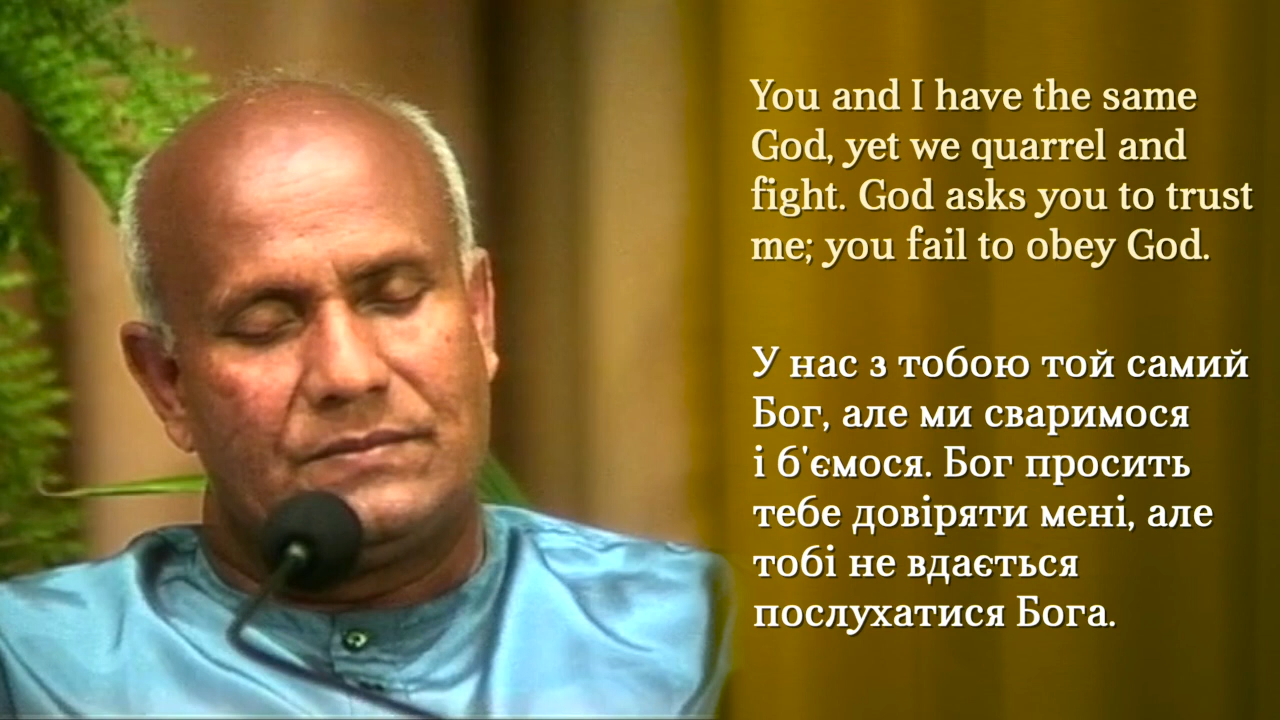 You and I have the same
God, yet we quarrel and
fight. God asks you to trust
me; you fail to obey God.
У нас з тобою той самий
Бог, але ми сваримося
і б'ємося. Бог просить
тебе довіряти мені, але
тобі не вдається
послухатися Бога.